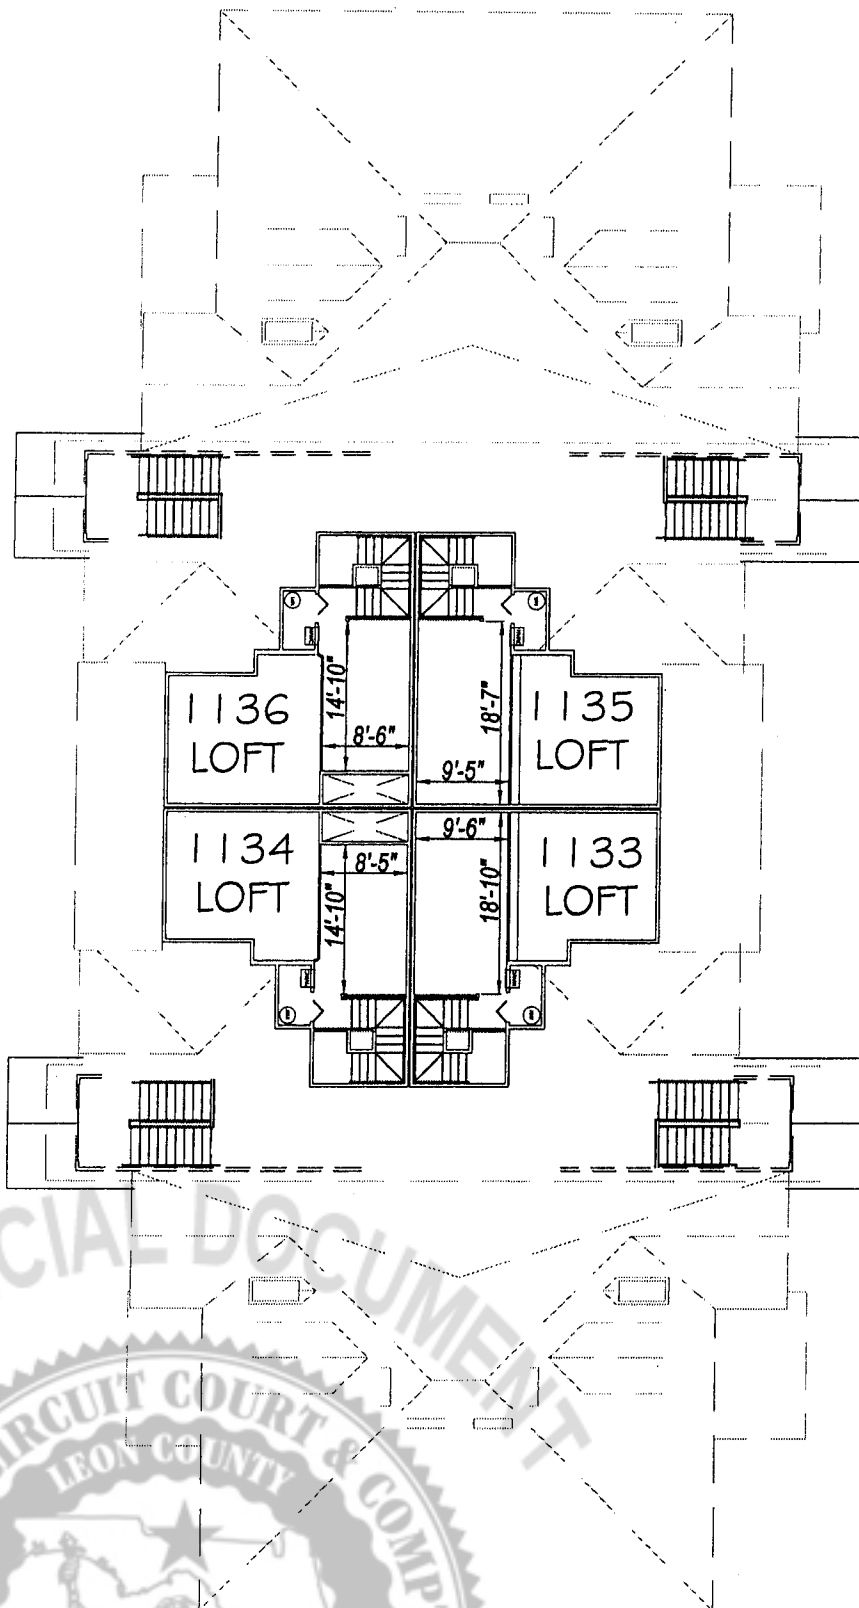 14'-10"
18'-7"
1136
LOFT
8'-6"
1135
LOFT
9'-5"
9'-6"
1134
LOFT
8'-5"
1133
LOFT
14'-10"
18'-10"
CIAL DOCUMENT
IRCUIT COURT & COMP
LEON COUNTY